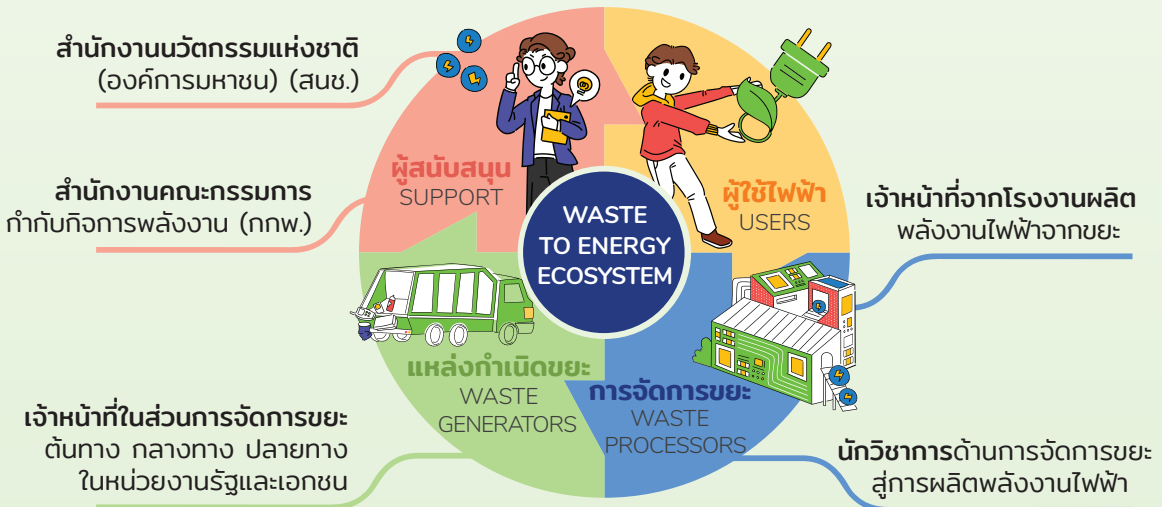 สำนักงานนวัตกรรมแห่งชาติ
(องค์การมหาชน) (สนช.)
สำนักงานคณะกรรมการ
กำกับกิจการพลังงาน (กกพ.)
ผู้สนับสนุน
SUPPORT
ผู้ใช้ไฟฟ้า
USERS
WASTE
TO ENERGY
ECOSYSTEM
เจ้าหน้าที่จากโรงงานผลิต
พลังงานไฟฟ้าจากขยะ
แหล่งกำเนิดขยะ
WASTE
GENERATORS
การจัดการขยะ
WASTE
PROCESSORS
เจ้าหน้าที่ในส่วนการจัดการขยะ
ต้นทาง กลางทาง ปลายทาง
ในหน่วยงานรัฐและเอกชน
นักวิชาการด้านการจัดการขยะ
สู่การผลิตพลังงานไฟฟ้า